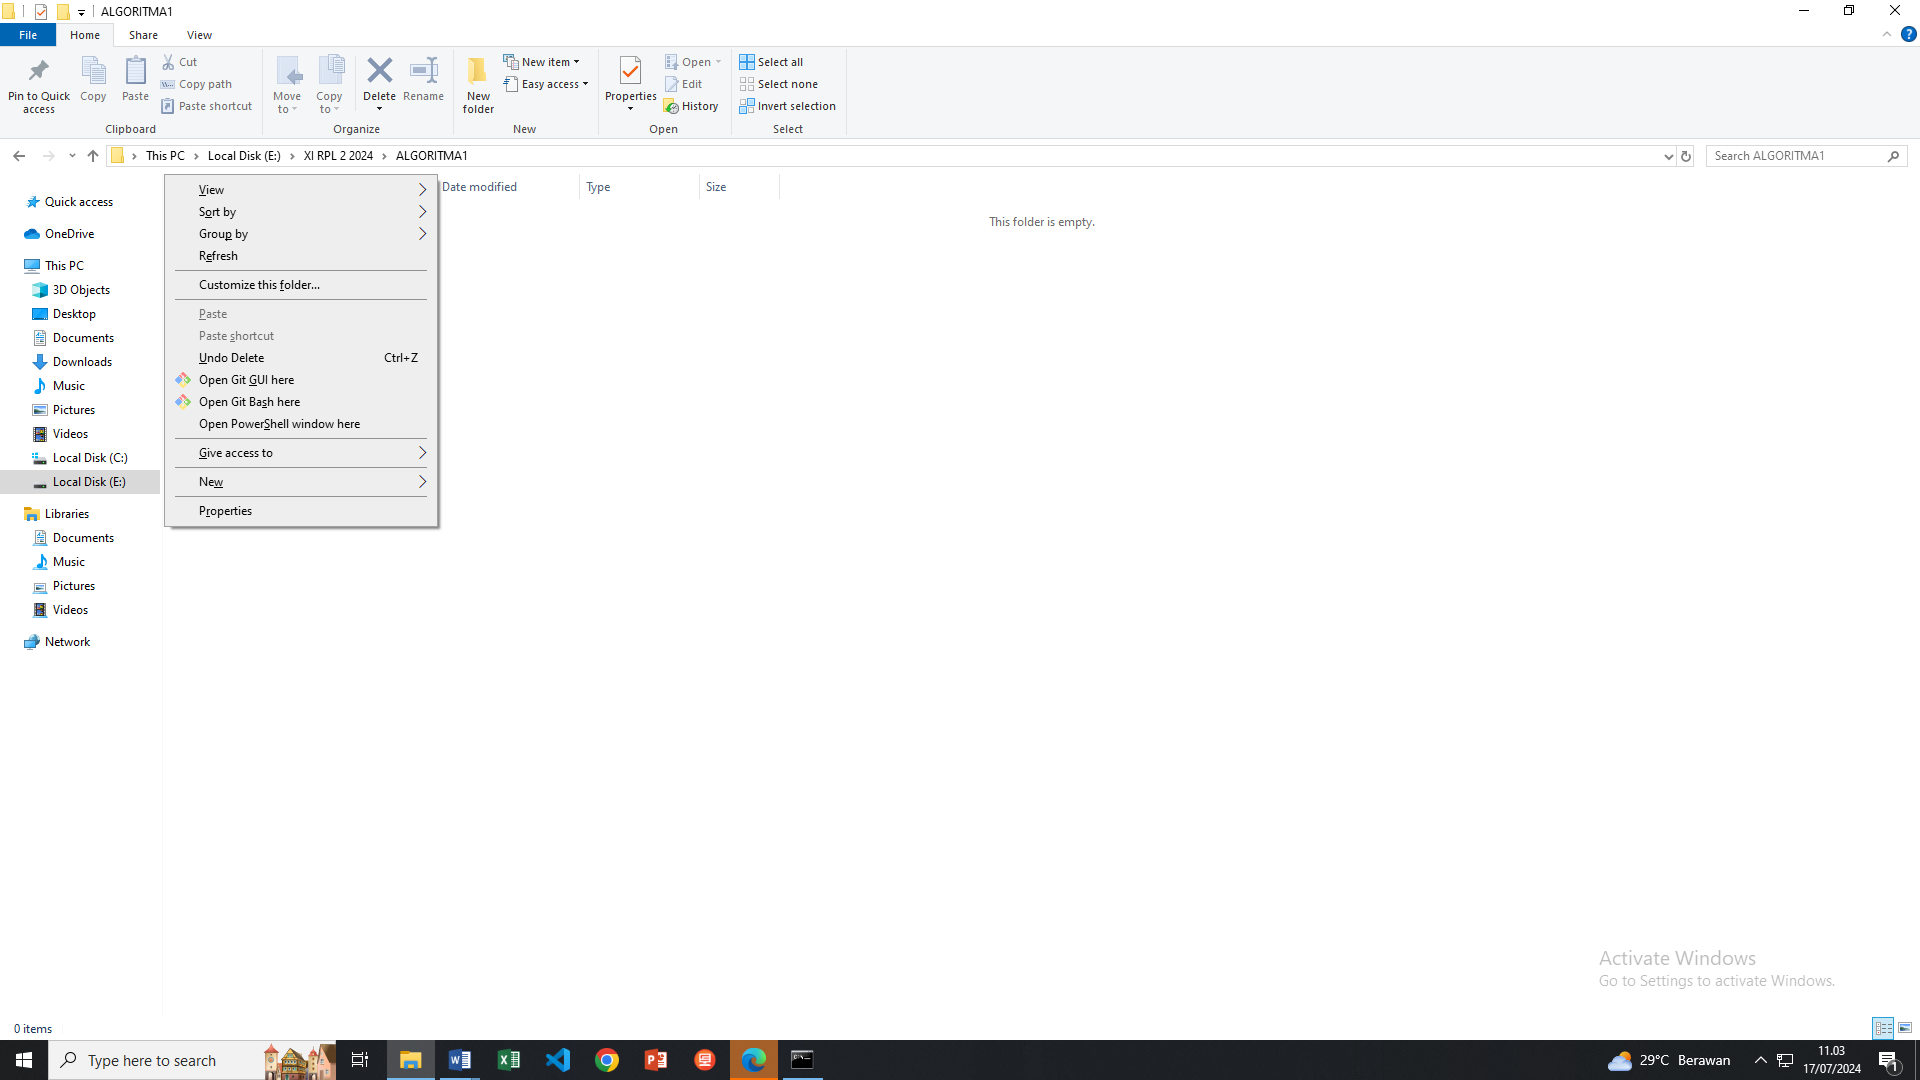 ALGORITMA1
File Home Share View
Pin to Quick access
Copy
Paste
Cut
Copy path
Paste shortcut
Clipboard
Move to
Copy to
Delete
Rename
Organize
New folder
New item
Easy access
New
Properties
Open
Edit
History
Open
Select all
Select none
Invert selection
Select
This PC > Local Disk (E:) > XI RPL 2 2024 > ALGORITMA1
Search ALGORITMA1
Date modified Type Size
This folder is empty.
Quick access
OneDrive
This PC
3D Objects
Desktop
Documents
Downloads
Music
Pictures
Videos
Local Disk (C:)
Local Disk (E:)
Libraries
Documents
Music
Pictures
Videos
Network
View
Sort by
Group by
Refresh
Customize this folder...
Paste
Paste shortcut
Undo Delete Ctrl+Z
Open Git GUI here
Open Git Bash here
Open PowerShell window here
Give access to
New
Properties
Activate Windows
Go to Settings to activate Windows.
0 items
Type here to search
29°C Berawan
11.03
17/07/2024
1